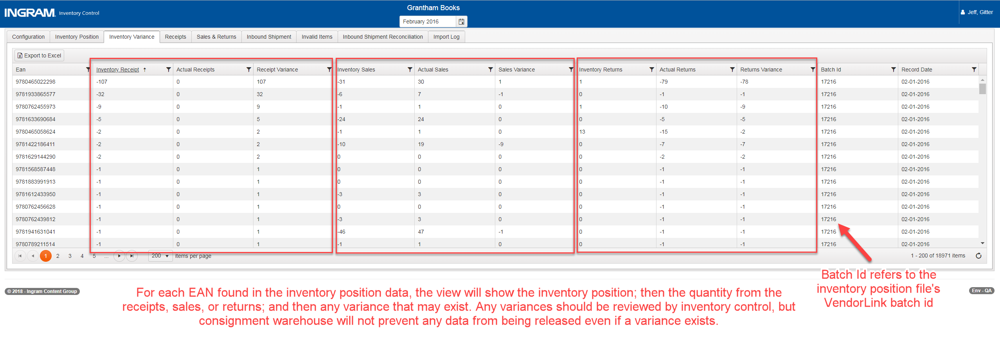 INGRAM Inventory Control
Grantham Books
February 2016
Jeff, Gitter
Configuration Inventory Position Inventory Variance Receipts Sales & Returns Inbound Shipment Invalid Items Inbound Shipment Reconciliation Import Log
Export to Excel
Ean Inventory Receipt Actual Receipts Receipt Variance Inventory Sales Actual Sales Sales Variance Inventory Returns Actual Returns Returns Variance Batch Id Record Date
9780465022298 -107 0 107 -31 30 1 1 -79 -78 17216 02-01-2016
9781933865577 -32 0 32 -6 7 -1 0 -1 -1 17216 02-01-2016
9780762455973 -9 0 9 -1 1 0 1 -10 -9 17216 02-01-2016
9781633690684 -5 0 5 -24 24 0 0 -5 -5 17216 02-01-2016
9780465058624 -2 0 2 -1 1 0 13 -15 -2 17216 02-01-2016
9781422186411 -2 0 2 -10 19 -9 0 -7 -7 17216 02-01-2016
9781629144290 -2 0 2 0 0 0 0 -2 -2 17216 02-01-2016
9781568587448 -1 0 1 0 0 0 0 -1 -1 17216 02-01-2016
9781883991913 -1 0 1 0 0 0 0 -1 -1 17216 02-01-2016
9781612433950 -1 0 1 -3 3 0 0 -1 -1 17216 02-01-2016
9780762456628 -1 0 1 0 0 0 0 -1 -1 17216 02-01-2016
9780762439812 -1 0 1 -3 3 0 0 -1 -1 17216 02-01-2016
9781941631041 -1 0 1 -46 47 -1 0 -1 -1 17216 02-01-2016
9780789211514 -1 0 1 -1 1 0 0 -1 -1 17216 02-01-2016
1 2 3 4 5 ... 200 items per page 1 - 200 of 18971 items
Batch Id refers to the
inventory position file's
VendorLink batch id
© 2018 - Ingram Content Group
For each EAN found in the inventory position data, the view will show the inventory position; then the quantity from the
receipts, sales, or returns; and then any variance that may exist. Any variances should be reviewed by inventory control, but
consignment warehouse will not prevent any data from being released even if a variance exists.
Env - QA